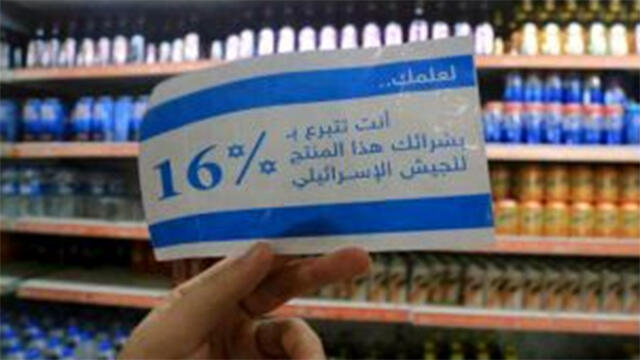 لعلمك..
أنت تتبرع بـ
16%
بشرائك هذا المنتج
للجيش الإسرائيلي